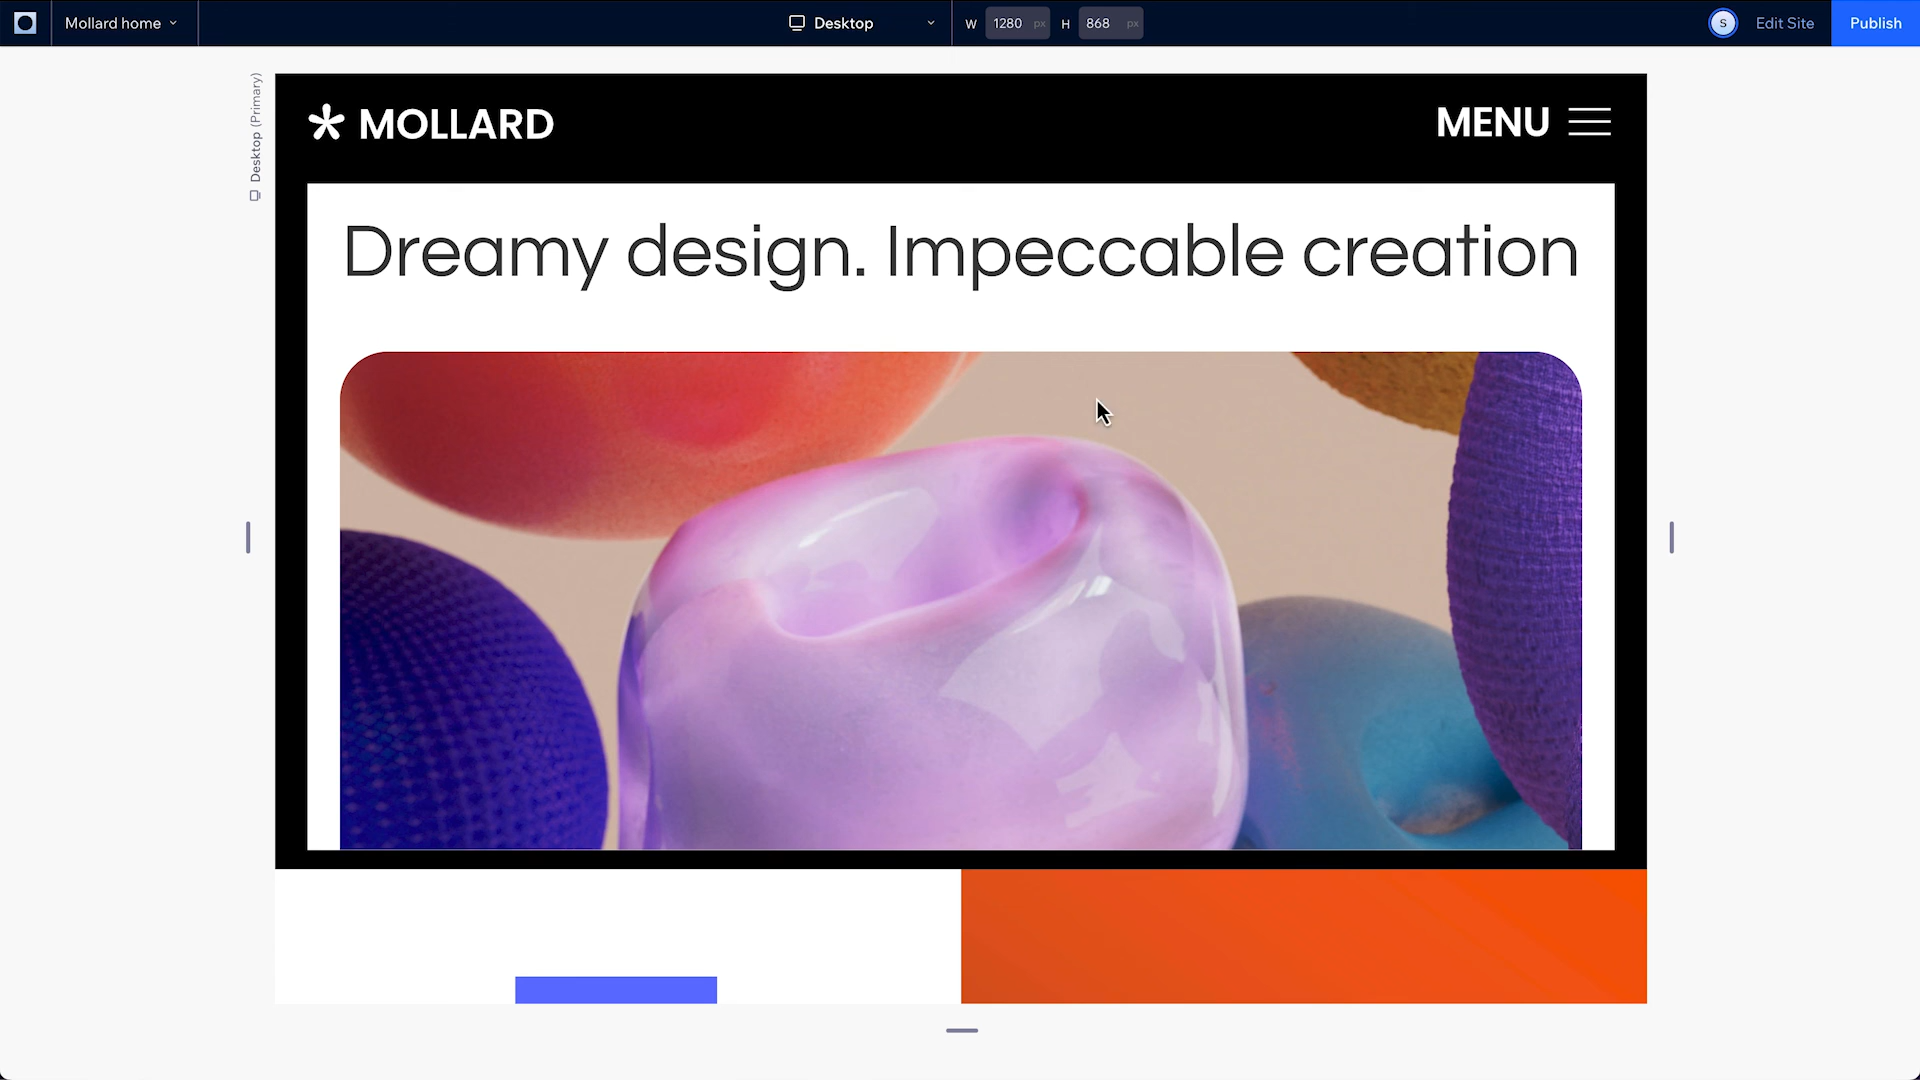 Mollard home
Desktop
W 1280 px H 868 px
S
Edit Site
Publish
Desktop (Primary)
MOLLARD
MENU
Dreamy design. Impeccable creation